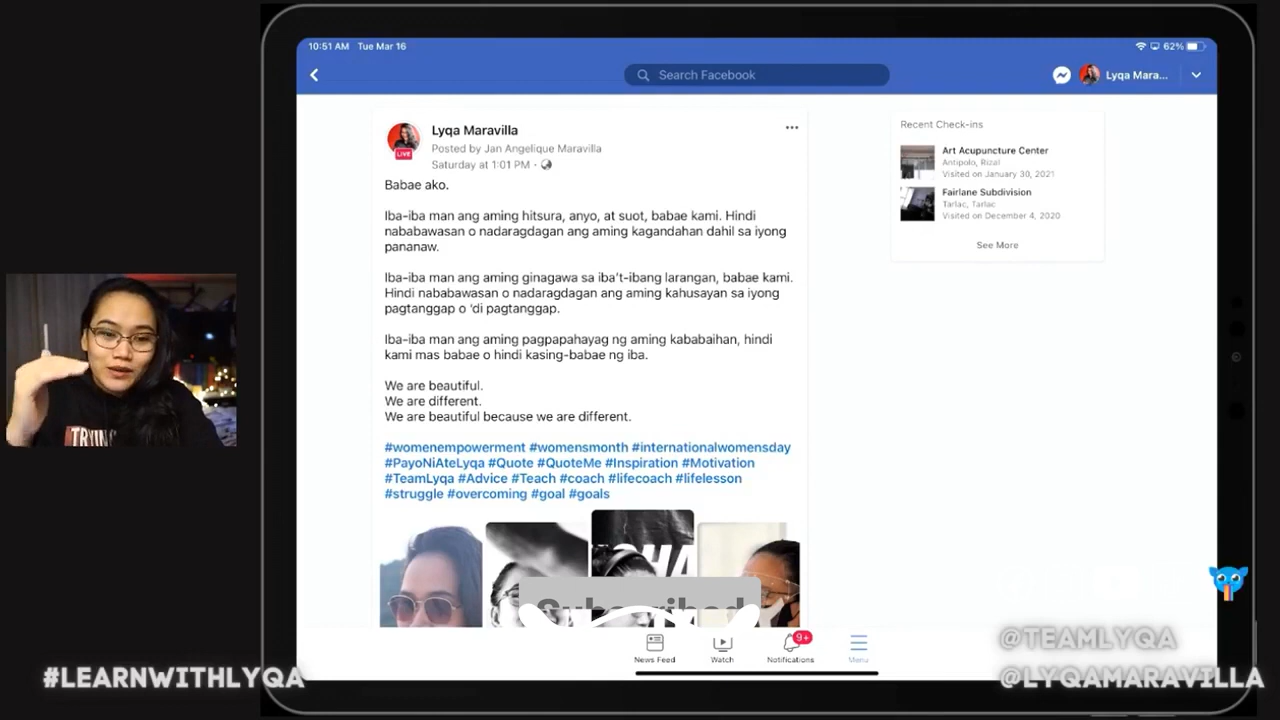 10:51 AM Tue Mar 16
62%
Search Facebook
Lyqa Mara...
Lyqa Maravilla
LIVE
Posted by Jan Angelique Maravilla
Saturday at 1:01 PM ·
Babae ako.
Iba-iba man ang aming hitsura, anyo, at suot, babae kami. Hindi
nababawasan o nadaragdagan ang aming kagandahan dahil sa iyong
pananaw.
Iba-iba man ang aming ginagawa sa iba't-ibang larangan, babae kami.
Hindi nababawasan o nadaragdagan ang aming kahusayan sa iyong
pagtanggap o 'di pagtanggap.
Iba-iba man ang aming pagpapahayag ng aming kababaihan, hindi
kami mas babae o hindi kasing-babae ng iba.
We are beautiful.
We are different.
We are beautiful because we are different.
#womenempowerment #womensmonth #internationalwomensday
#PayoNiAteLyqa #Quote #QuoteMe #Inspiration #Motivation
#TeamLyqa #Advice #Teach #coach #lifecoach #lifelesson
#struggle #overcoming #goal #goals
Recent Check-ins
Art Acupuncture Center
Antipolo, Rizal
Visited on January 30, 2021
Fairlane Subdivision
Tarlac, Tarlac
Visited on December 4, 2020
See More
Subscribed
9+
News Feed Watch Notifications Menu
#LEARNWITHLYQA
@TEAMLYQA
@LYQAMARAVILLA